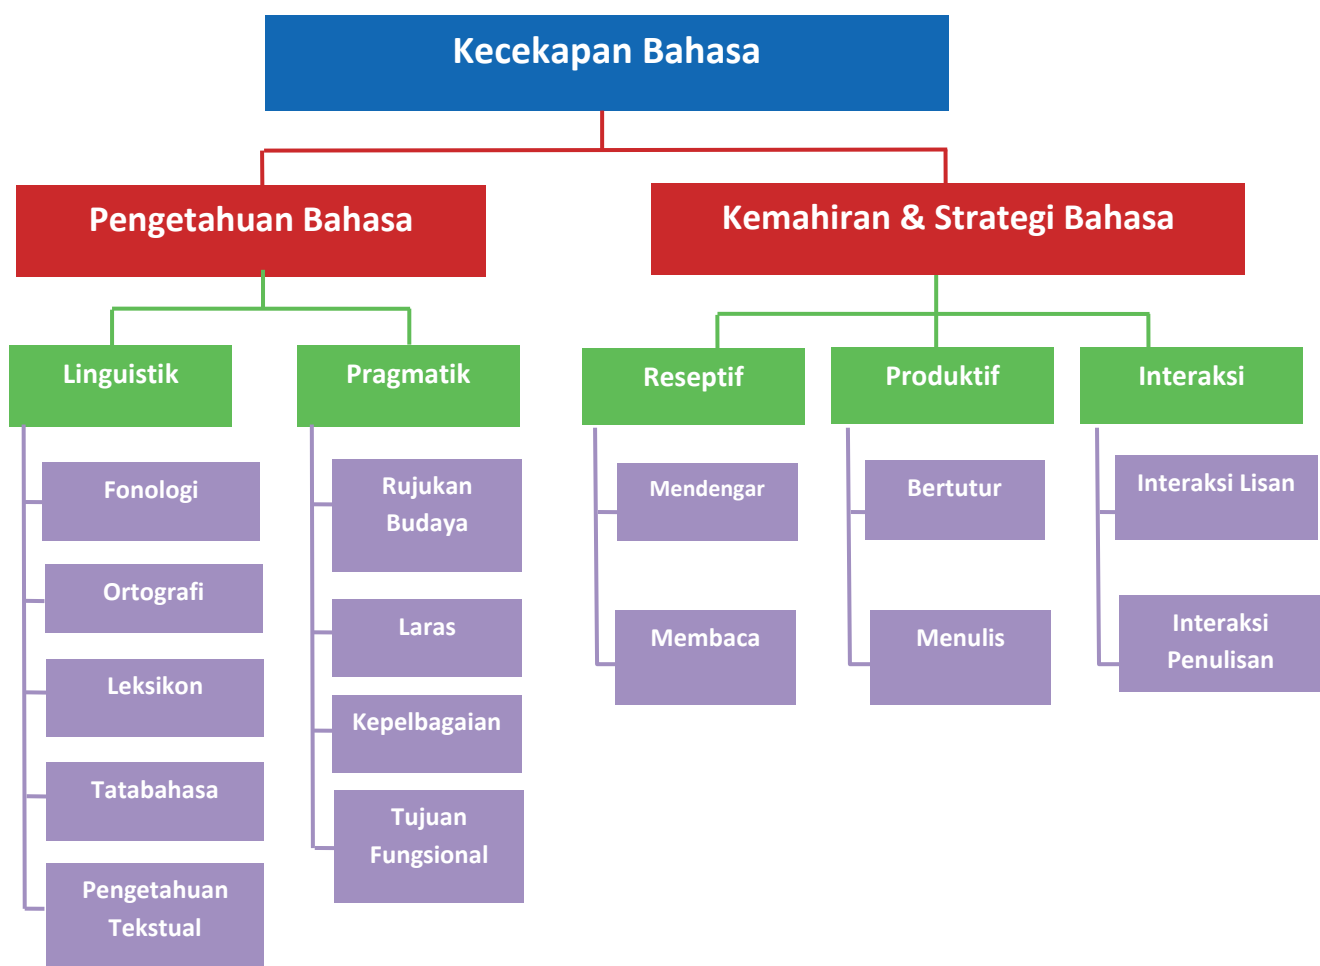 Kecekapan Bahasa
Pengetahuan Bahasa
Kemahiran & Strategi Bahasa
Linguistik
Pragmatik
Reseptif
Produktif
Interaksi
Fonologi
Ortografi
Leksikon
Tatabahasa
Pengetahuan
Tekstual
Rujukan
Budaya
Laras
Kepelbagaian
Tujuan
Fungsional
Mendengar
Membaca
Bertutur
Menulis
Interaksi Lisan
Interaksi
Penulisan